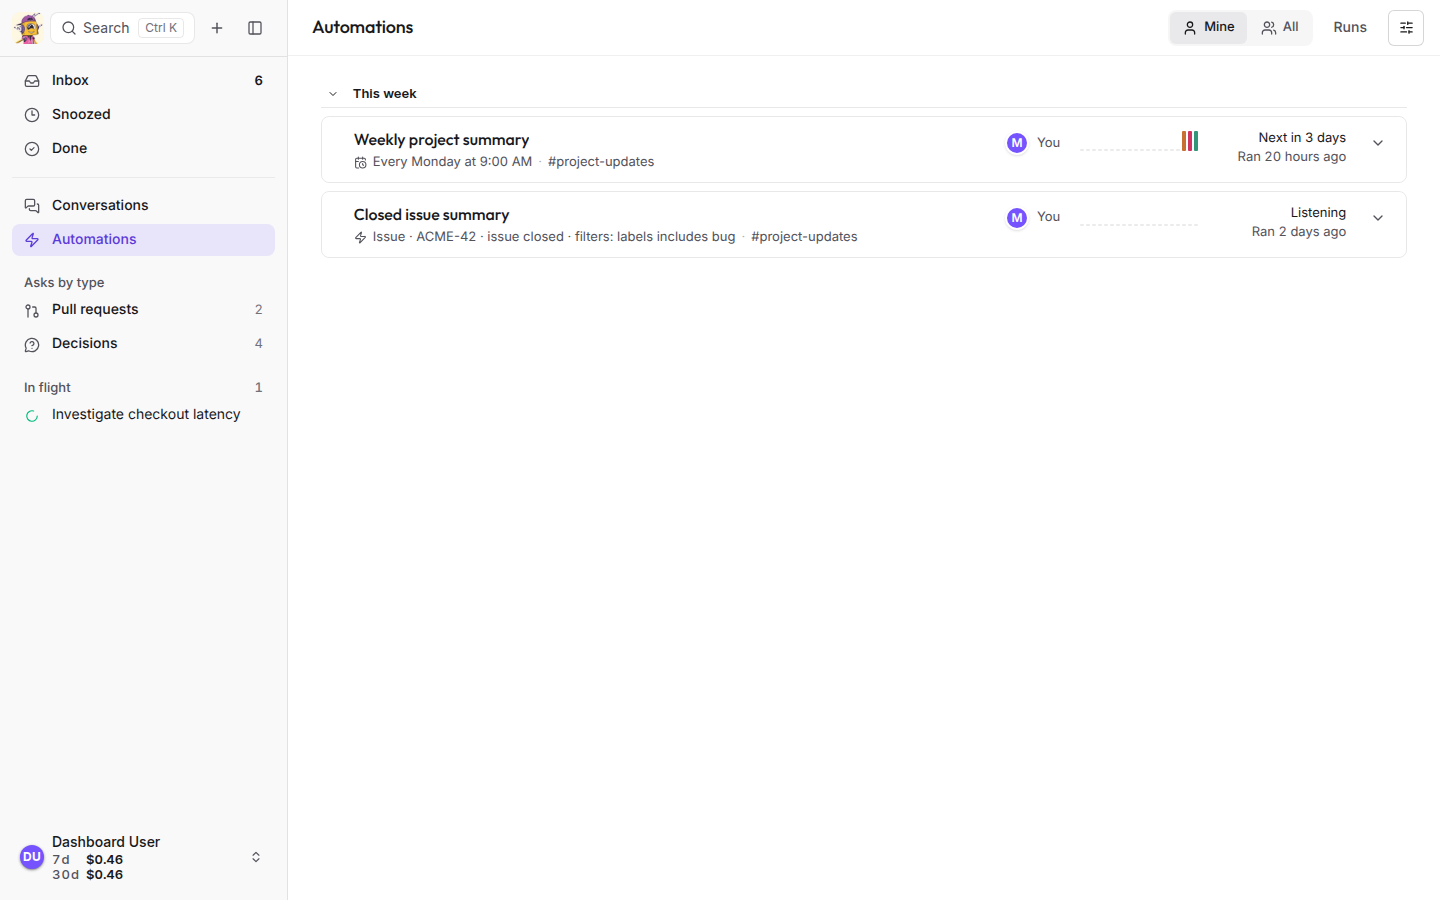 Search Ctrl K
Inbox 6
Snoozed
Done
Conversations
Automations
Asks by type
Pull requests 2
Decisions 4
In flight 1
Investigate checkout latency
DU Dashboard User
7d $0.46
30d $0.46
Automations
Mine All Runs
This week
Weekly project summary
Every Monday at 9:00 AM · #project-updates
M You
Next in 3 days
Ran 20 hours ago
Closed issue summary
Issue · ACME-42 · issue closed · filters: labels includes bug · #project-updates
M You
Listening
Ran 2 days ago